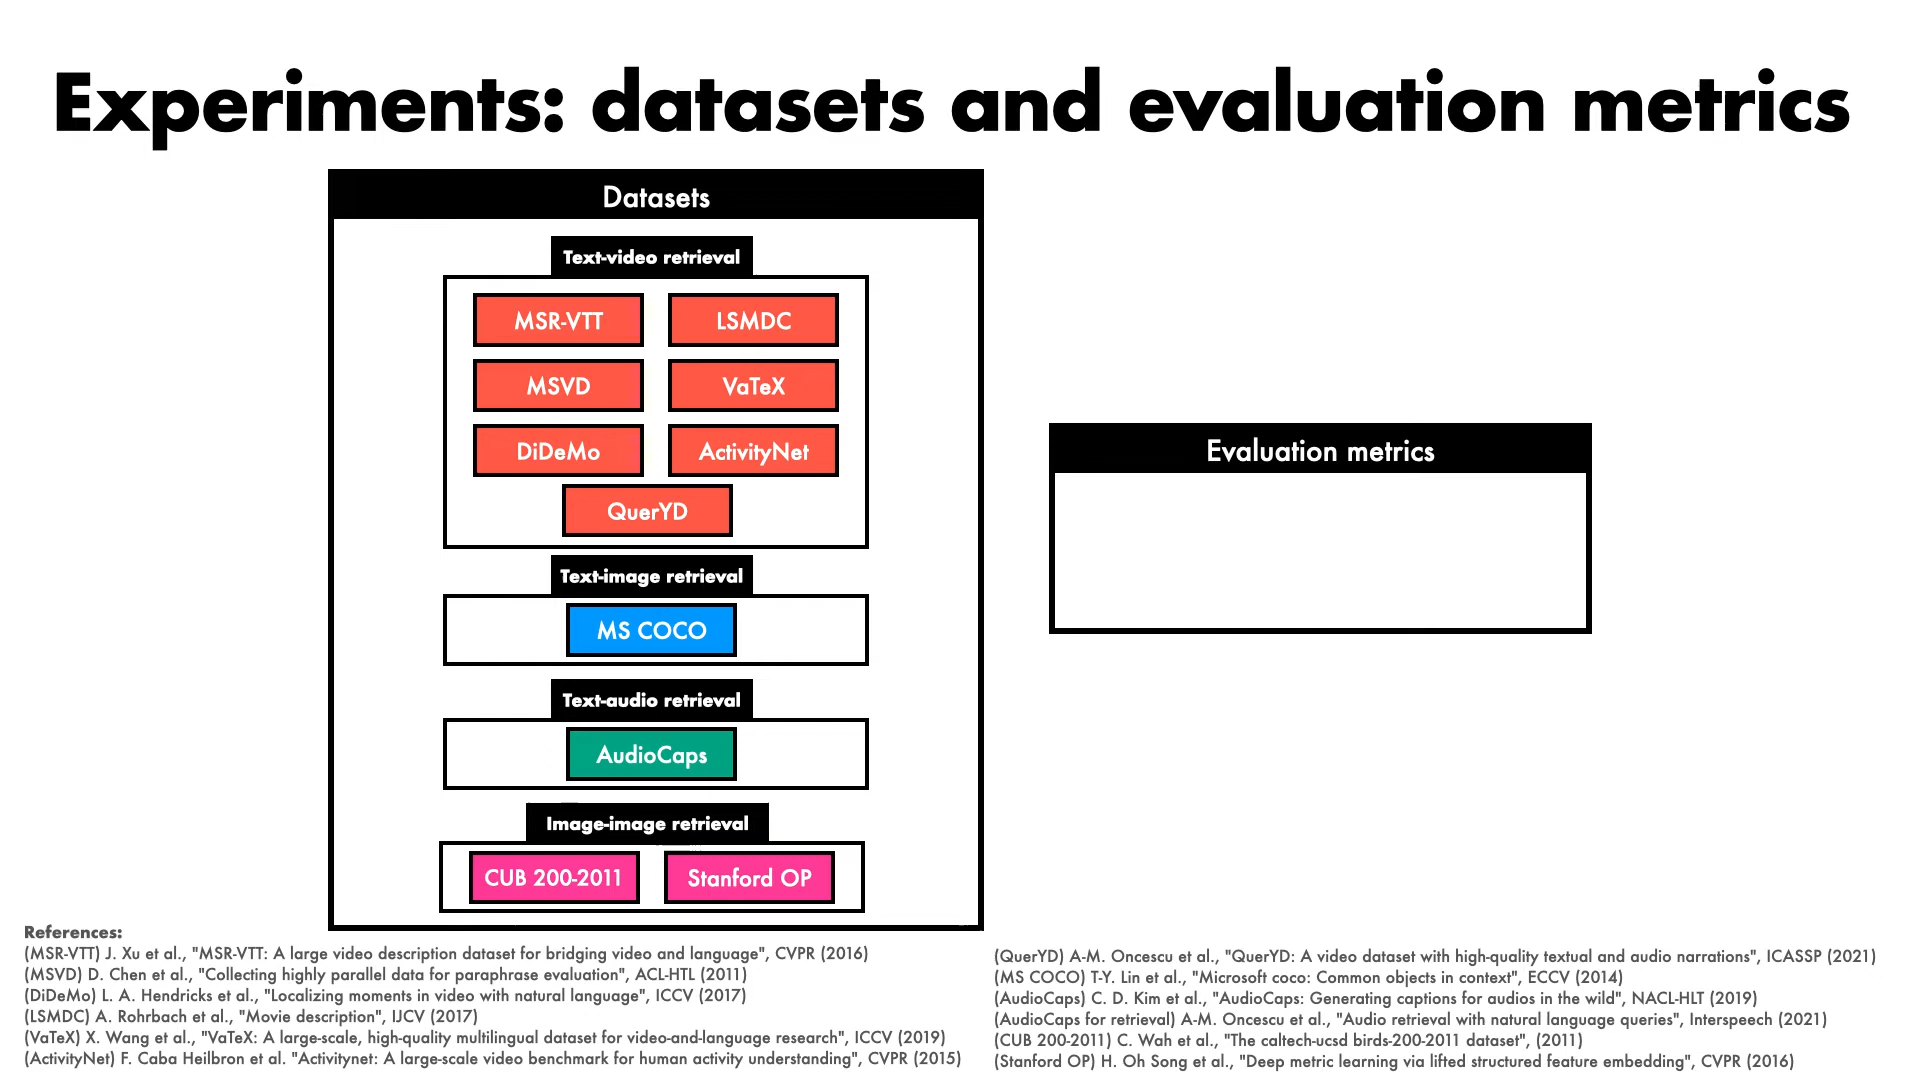 Experiments: datasets and evaluation metrics
Datasets
Text-video retrieval
MSR-VTT
LSMDC
MSVD
VaTeX
DiDeMo
ActivityNet
QuerYD
Text-image retrieval
MS COCO
Text-audio retrieval
AudioCaps
Image-image retrieval
CUB 200-2011
Stanford OP
Evaluation metrics
References:
(MSR-VTT) J. Xu et al., "MSR-VTT: A large video description dataset for bridging video and language", CVPR (2016)
(MSVD) D. Chen et al., "Collecting highly parallel data for paraphrase evaluation", ACL-HTL (2011)
(DiDeMo) L. A. Hendricks et al., "Localizing moments in video with natural language", ICCV (2017)
(LSMDC) A. Rohrbach et al., "Movie description", IJCV (2017)
(VaTeX) X. Wang et al., "VaTeX: A large-scale, high-quality multilingual dataset for video-and-language research", ICCV (2019)
(ActivityNet) F. Caba Heilbron et al. "Activitynet: A large-scale video benchmark for human activity understanding", CVPR (2015)
(QuerYD) A-M. Oncescu et al., "QuerYD: A video dataset with high-quality textual and audio narrations", ICASSP (2021)
(MS COCO) T-Y. Lin et al., "Microsoft coco: Common objects in context", ECCV (2014)
(AudioCaps) C. D. Kim et al., "AudioCaps: Generating captions for audios in the wild", NACL-HLT (2019)
(AudioCaps for retrieval) A-M. Oncescu et al., "Audio retrieval with natural language queries", Interspeech (2021)
(CUB 200-2011) C. Wah et al., "The caltech-ucsd birds-200-2011 dataset", (2011)
(Stanford OP) H. Oh Song et al., "Deep metric learning via lifted structured feature embedding", CVPR (2016)